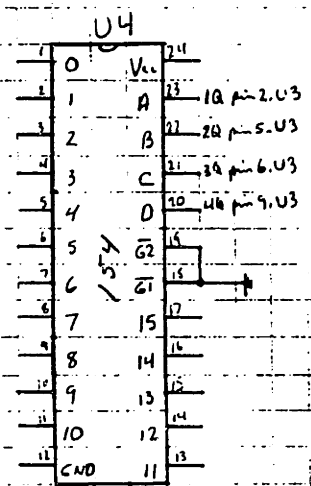 U4
1 0 Vcc 24
2 1 A 23 1Q pin 2. U3
3 2 B 22 2Q pin 5. U3
4 3 C 21 3Q pin 6. U3
5 4 D 20 4Q pin 9. U3
6 5 G2 19
7 6 G1 18
'154
8 7 15 17
9 8 14 16
10 9 13 15
11 10 12 14
12 GND 11 13